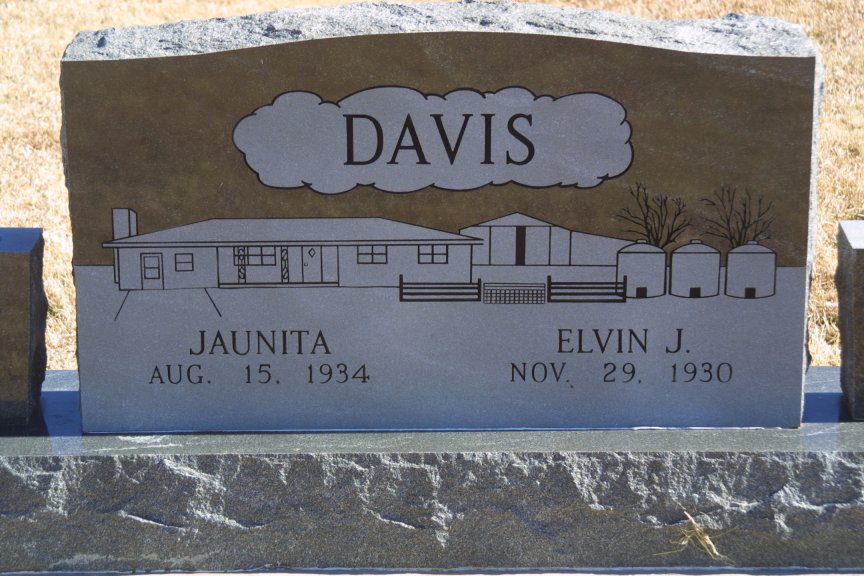 DAVIS
JAUNITA
AUG. 15, 1934
ELVIN J.
NOV. 29, 1930